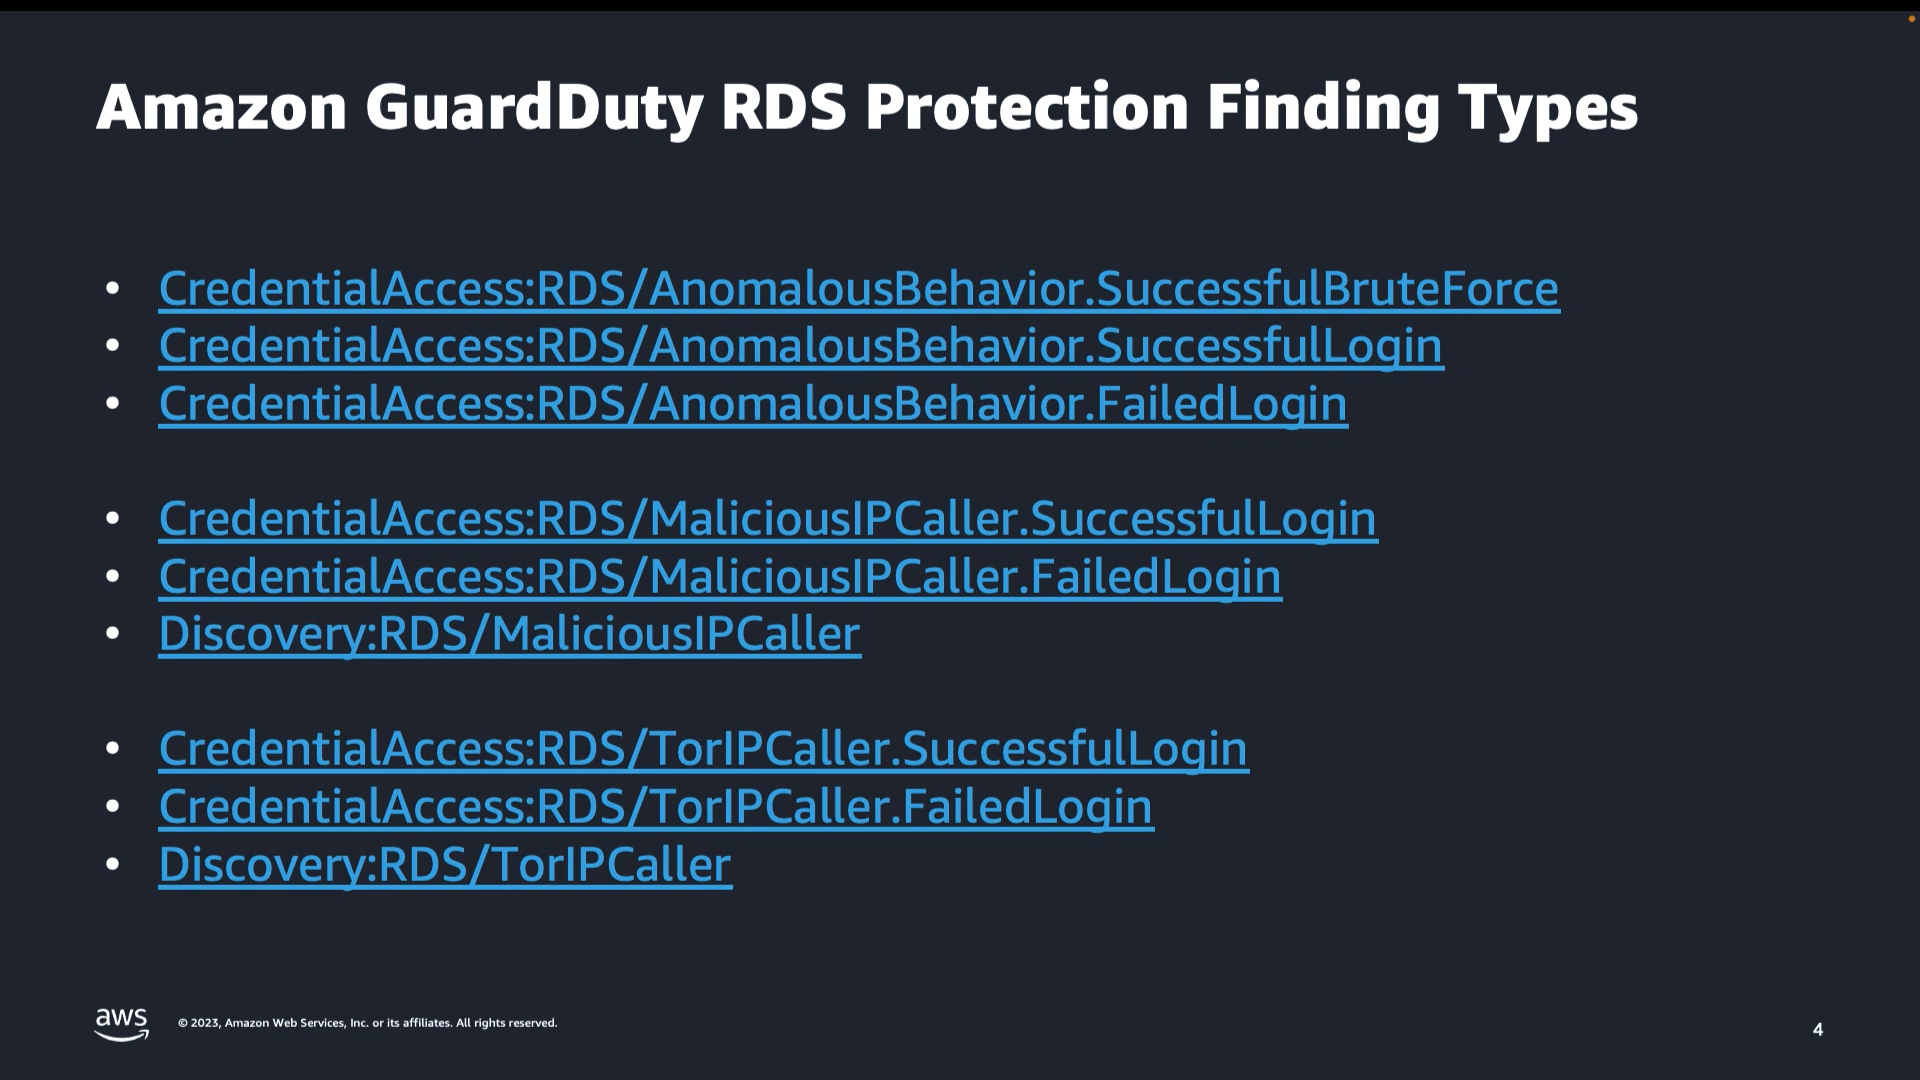 Amazon GuardDuty RDS Protection Finding Types
• CredentialAccess:RDS/AnomalousBehavior.SuccessfulBruteForce
• CredentialAccess:RDS/AnomalousBehavior.SuccessfulLogin
• CredentialAccess:RDS/AnomalousBehavior.FailedLogin
• CredentialAccess:RDS/MaliciousIPCaller.SuccessfulLogin
• CredentialAccess:RDS/MaliciousIPCaller.FailedLogin
• Discovery:RDS/MaliciousIPCaller
• CredentialAccess:RDS/TorIPCaller.SuccessfulLogin
• CredentialAccess:RDS/TorIPCaller.FailedLogin
• Discovery:RDS/TorIPCaller
aws
© 2023, Amazon Web Services, Inc. or its affiliates. All rights reserved.
4